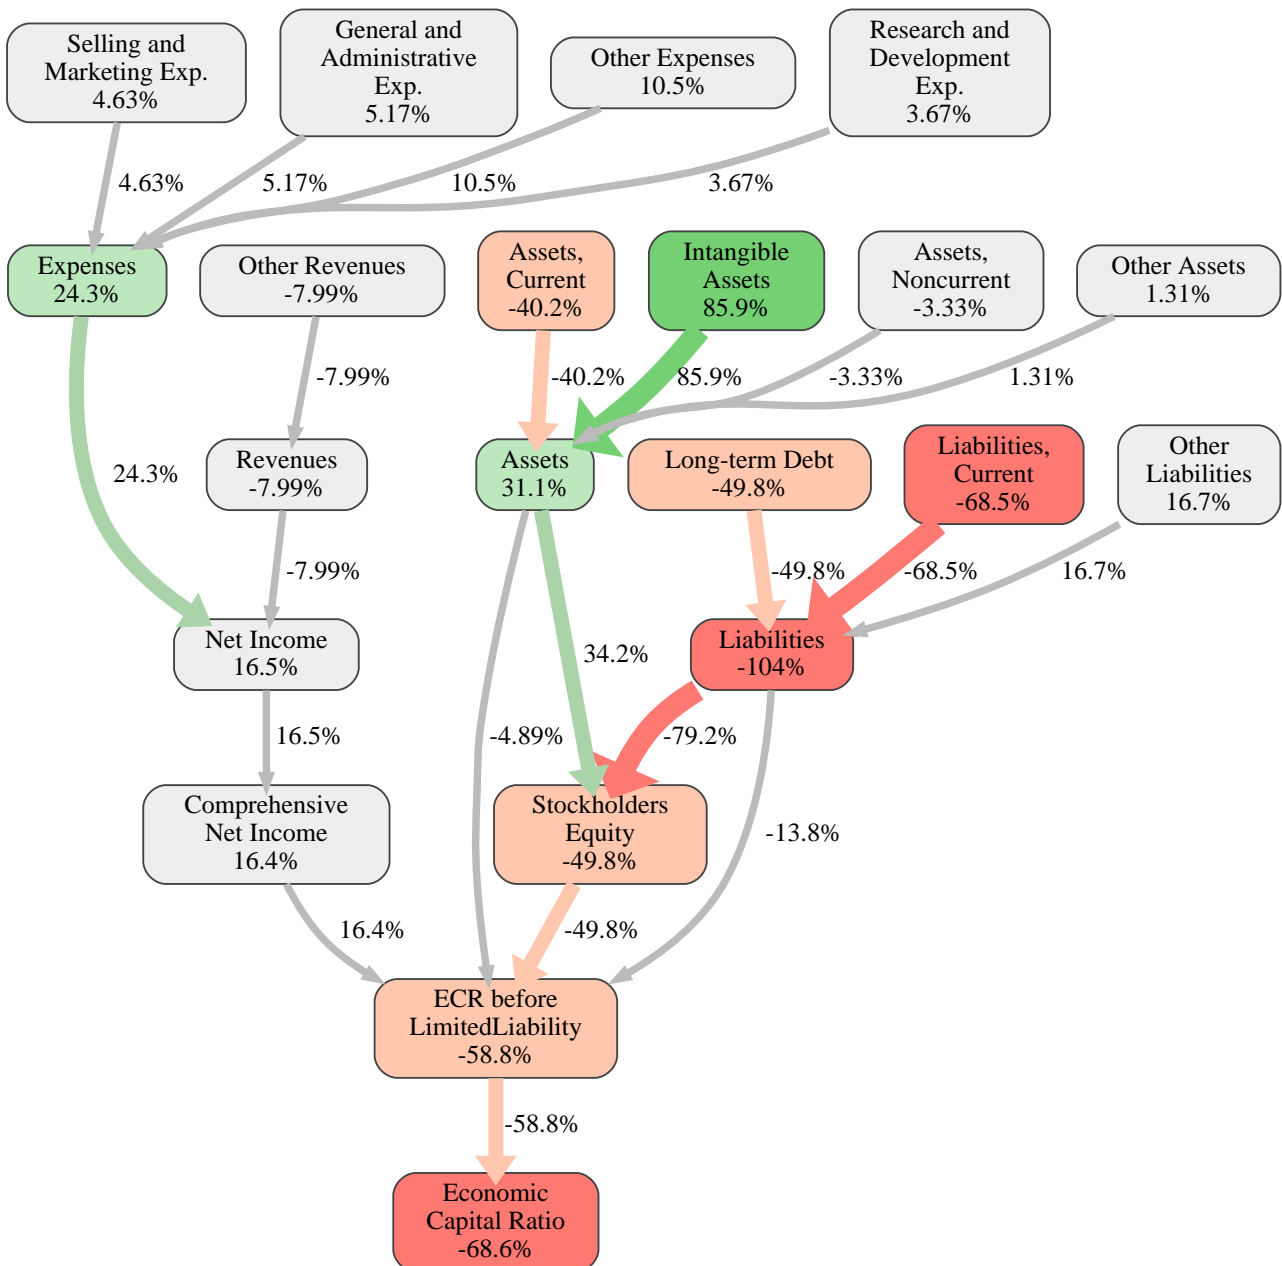 Selling and
Marketing Exp.
4.63%
General and
Administrative
Exp.
5.17%
Other Expenses
10.5%
Research and
Development
Exp.
3.67%
4.63%
5.17%
10.5%
3.67%
Expenses
24.3%
Other Revenues
-7.99%
Assets,
Current
-40.2%
Intangible
Assets
85.9%
Assets,
Noncurrent
-3.33%
Other Assets
1.31%
-7.99%
-40.2%
85.9%
-3.33%
1.31%
24.3%
Revenues
-7.99%
Assets
31.1%
Long-term Debt
-49.8%
Liabilities,
Current
-68.5%
Other
Liabilities
16.7%
-7.99%
-49.8%
-68.5%
16.7%
Net Income
16.5%
34.2%
Liabilities
-104%
16.5%
-4.89%
-79.2%
Comprehensive
Net Income
16.4%
Stockholders
Equity
-49.8%
-13.8%
16.4%
-49.8%
ECR before
LimitedLiability
-58.8%
-58.8%
Economic
Capital Ratio
-68.6%